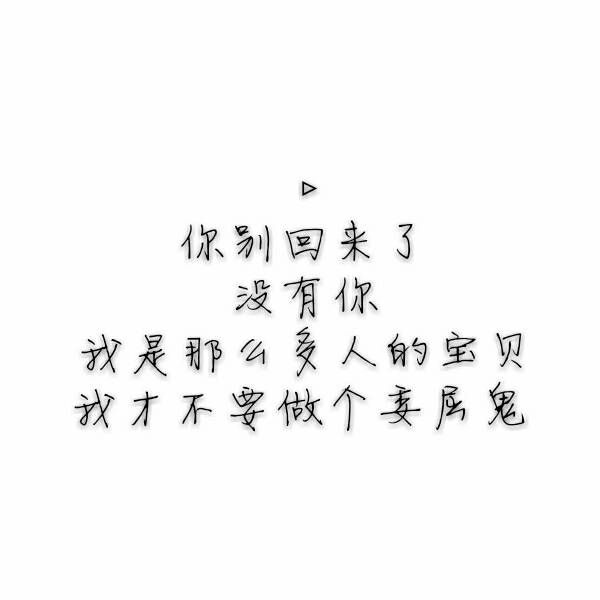 你别回来了
没有你
我是那么多人的宝贝
我才不要做个委屈鬼